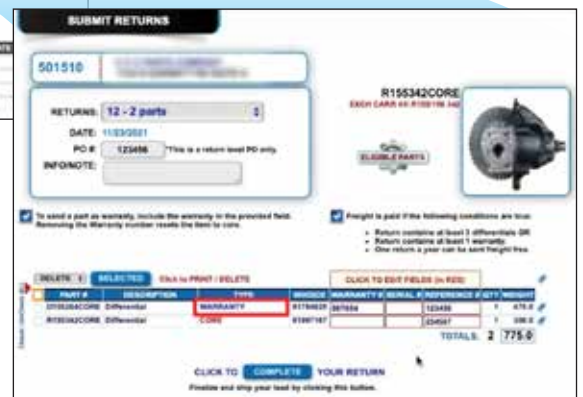 SUBMIT RETURNS
501510
RETURNS: 12 - 2 parts
DATE: 11/23/2021
PO #: 123456 *This is a return level PO only.
INFO/NOTE:
R155342CORE
ELIGIBLE PARTS
To send a part as warranty, include the warranty in the provided field.
Removing the Warranty number resets the item to core.
Freight is paid if the following conditions are true:
Return contains at least 3 differentials OR
Return contains at least 1 warranty.
One return a year can be sent freight free.
DELETE SELECTED Click to PRINT / DELETE
CLICK TO EDIT FIELDS (in RED)
PART # DESCRIPTION TYPE INVOICE WARRANTY # SERIAL # REFERENCE # QTY WEIGHT
Differential WARRANTY 123456 1
R155342CORE Differential CORE 234567 1
TOTALS: 2 775.0
CLICK TO COMPLETE YOUR RETURN
Finalize and ship your load by clicking this button.